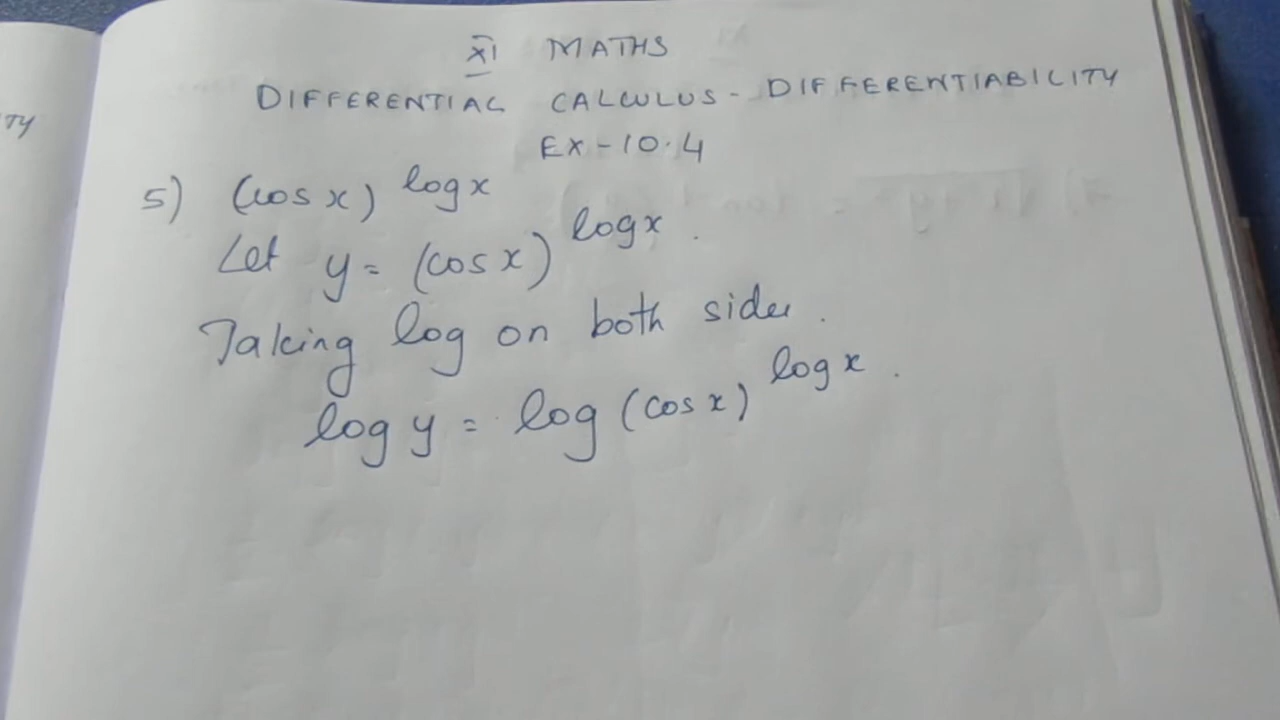 TY
XI MATHS
DIFFERENTIAL CALCULUS - DIFFERENTIABILITY
EX - 10.4
5) (cos x)^log x
Let y = (cos x)^log x.
Taking log on both sides.
log y = log (cos x)^log x.